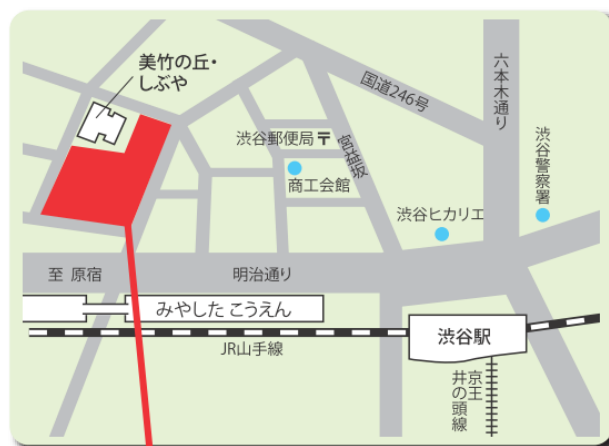 美竹の丘・
しぶや
国道246号
六本木通り
渋谷郵便局〒
宮益坂
商工会館
渋谷警察署
渋谷ヒカリエ
至 原宿
明治通り
みやした こうえん
JR山手線
渋谷駅
京王
井の頭線